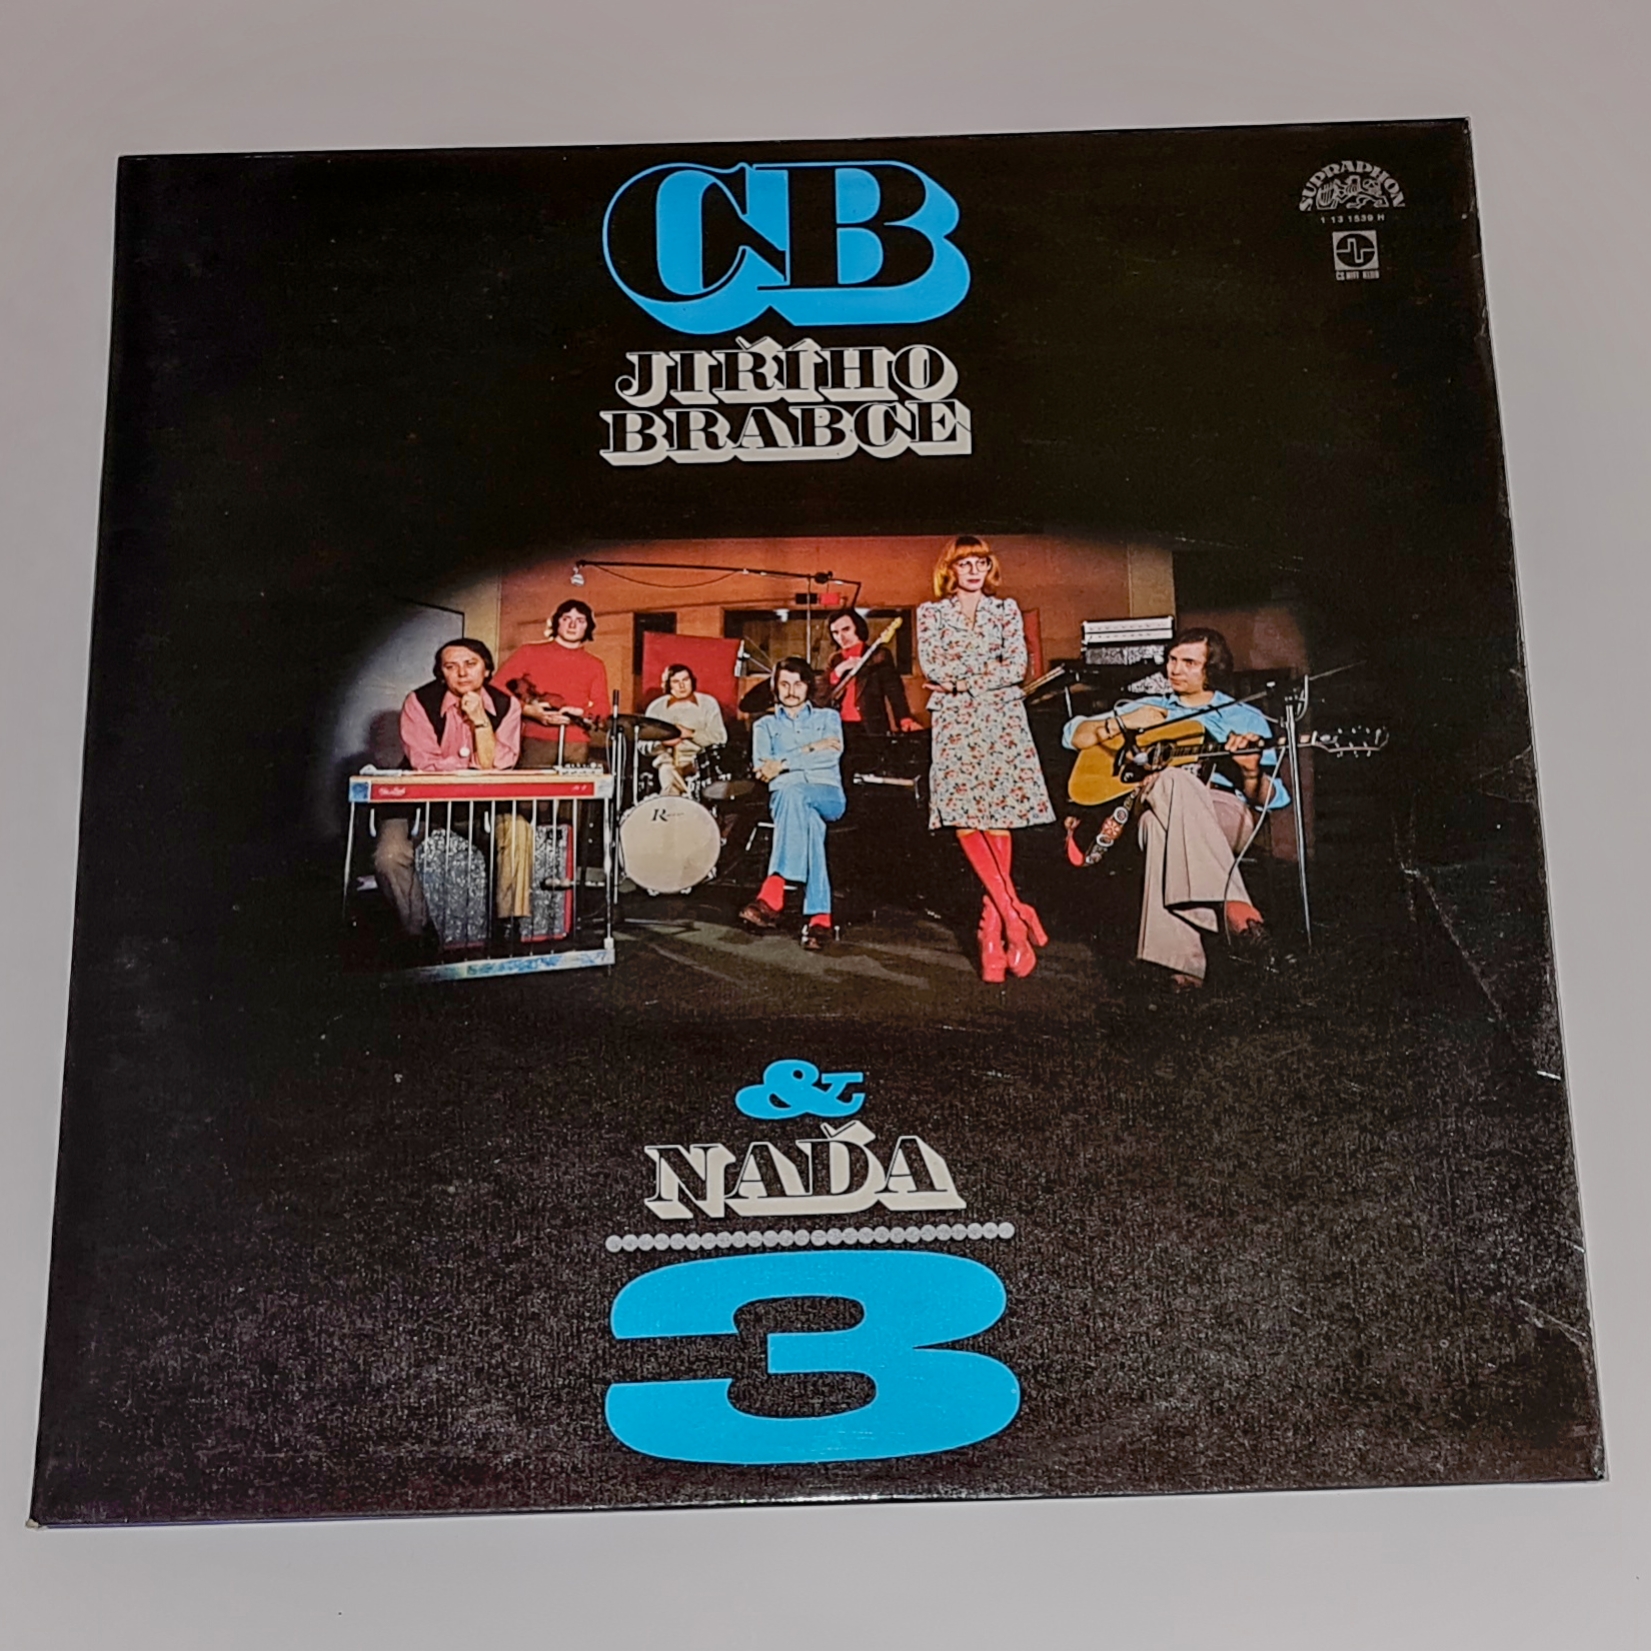 CB
SUPRAPHON
1 13 1539 H
JIŘÍHO
BRABCE
&
NAĎA
3